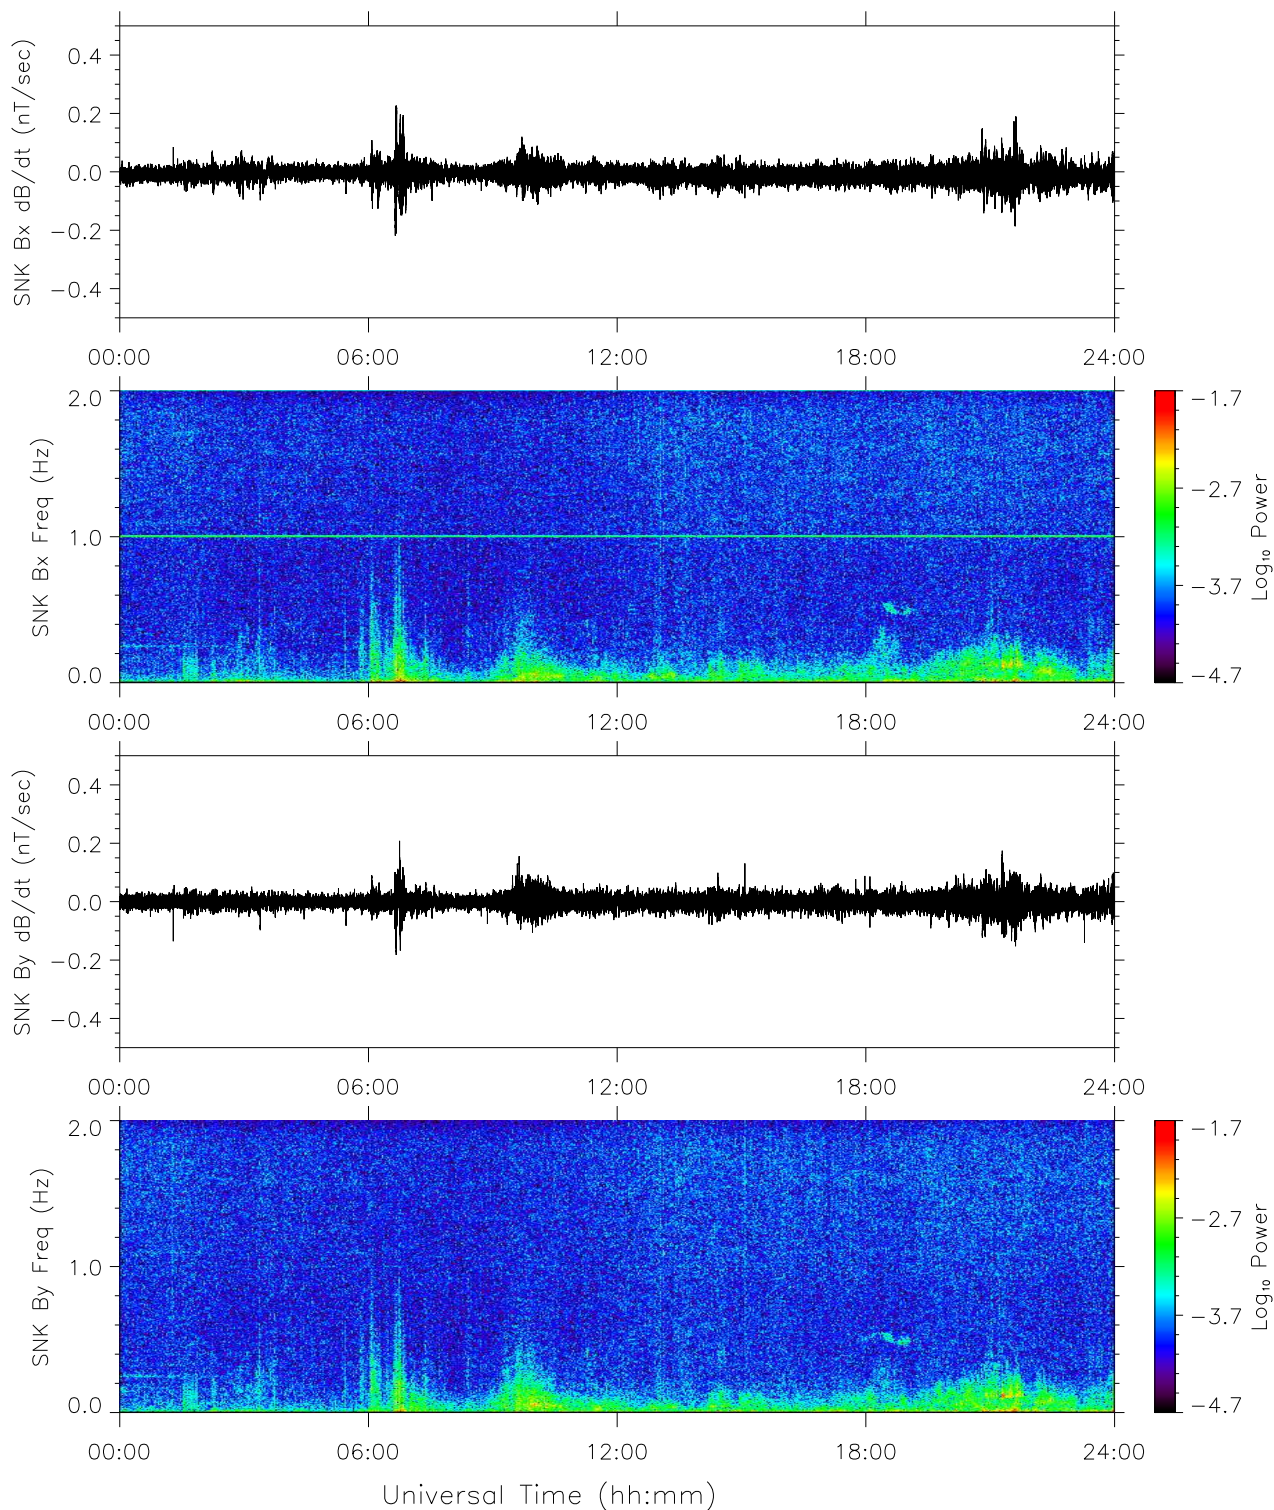 SNK Bx dB/dt (nT/sec)
0.4
0.2
0.0
−0.2
−0.4
00:00 06:00 12:00 18:00 24:00
SNK Bx Freq (Hz)
2.0
1.0
0.0
−1.7
−2.7
−3.7
−4.7
Log₁₀ Power
00:00 06:00 12:00 18:00 24:00
SNK By dB/dt (nT/sec)
0.4
0.2
0.0
−0.2
−0.4
00:00 06:00 12:00 18:00 24:00
SNK By Freq (Hz)
2.0
1.0
0.0
−1.7
−2.7
−3.7
−4.7
Log₁₀ Power
00:00 06:00 12:00 18:00 24:00
Universal Time (hh:mm)